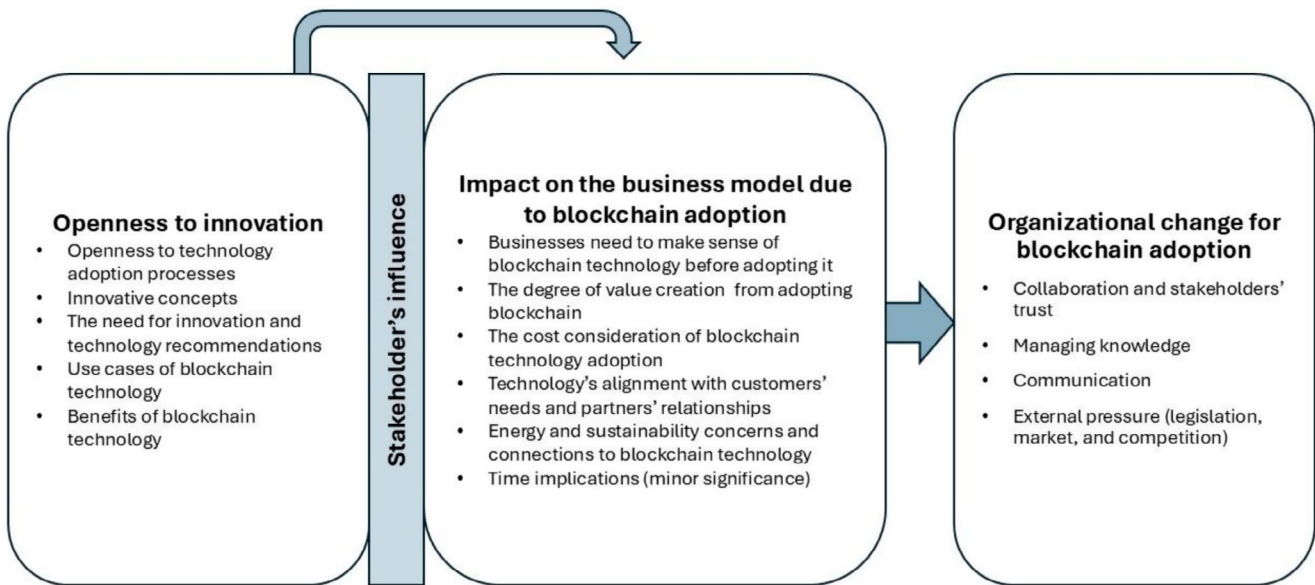 Openness to innovation
• Openness to technology
adoption processes
• Innovative concepts
• The need for innovation and
technology recommendations
• Use cases of blockchain
technology
• Benefits of blockchain
technology
Stakeholder's influence
Impact on the business model due
to blockchain adoption
• Businesses need to make sense of
blockchain technology before adopting it
• The degree of value creation from adopting
blockchain
• The cost consideration of blockchain
technology adoption
• Technology's alignment with customers'
needs and partners' relationships
• Energy and sustainability concerns and
connections to blockchain technology
• Time implications (minor significance)
Organizational change for
blockchain adoption
• Collaboration and stakeholders'
trust
• Managing knowledge
• Communication
• External pressure (legislation,
market, and competition)